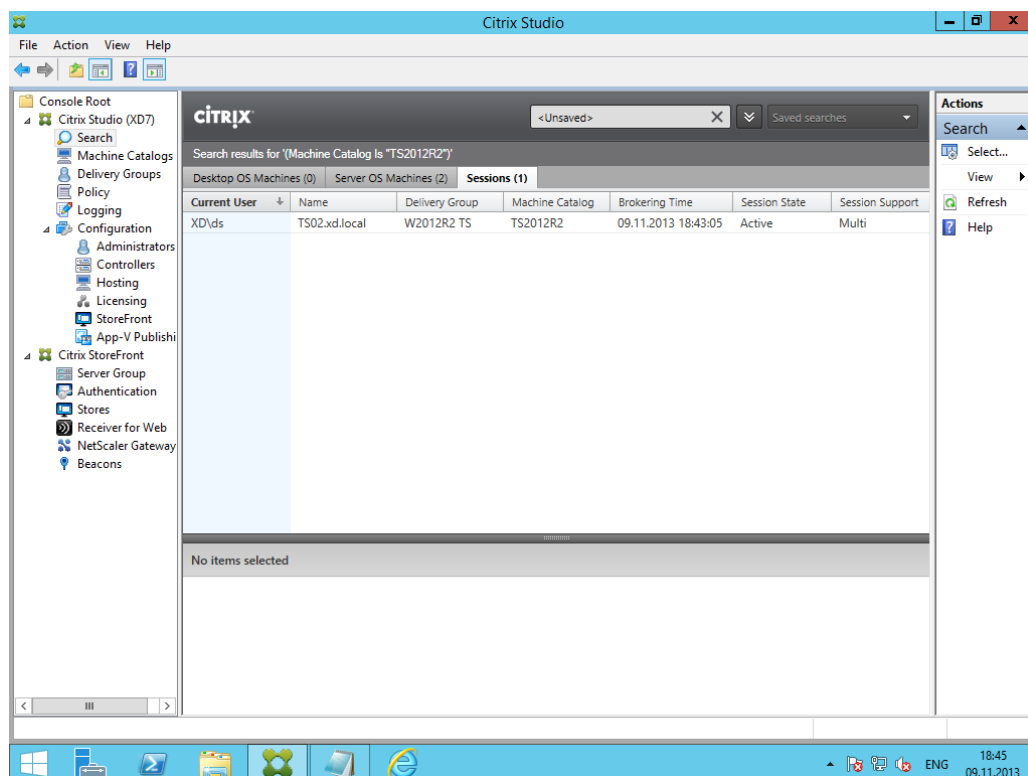 Citrix Studio
File Action View Help
Console Root
Citrix Studio (XD7)
Search
Machine Catalogs
Delivery Groups
Policy
Logging
Configuration
Administrators
Controllers
Hosting
Licensing
StoreFront
App-V Publishi
Citrix StoreFront
Server Group
Authentication
Stores
Receiver for Web
NetScaler Gateway
Beacons
CITRIX
<Unsaved>
Saved searches
Search results for '(Machine Catalog Is "TS2012R2")'
Desktop OS Machines (0) Server OS Machines (2) Sessions (1)
Current User Name Delivery Group Machine Catalog Brokering Time Session State Session Support
XD\ds TS02.xd.local W2012R2 TS TS2012R2 09.11.2013 18:43:05 Active Multi
No items selected
Actions
Search
Select...
View
Refresh
Help
ENG
18:45
09.11.2013